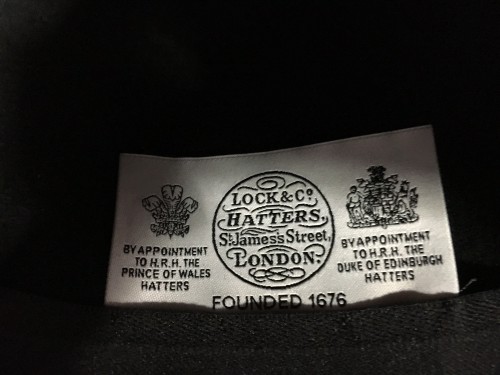 BY APPOINTMENT
TO H.R.H. THE
PRINCE OF WALES
HATTERS
LOCK & Co.
HATTERS,
St. James's Street,
LONDON.
FOUNDED 1676
BY APPOINTMENT
TO H.R.H. THE
DUKE OF EDINBURGH
HATTERS